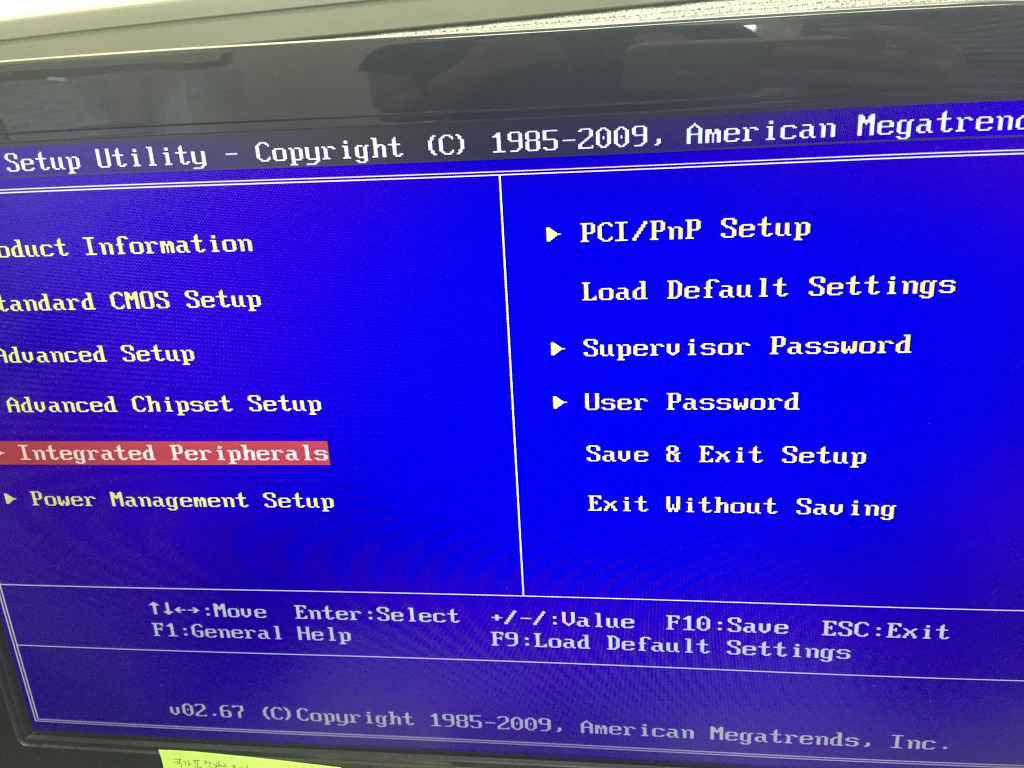 Setup Utility - Copyright (C) 1985-2009, American Megatrend
oduct Information
tandard CMOS Setup
Advanced Setup
Advanced Chipset Setup
Integrated Peripherals
Power Management Setup
PCI/PnP Setup
Load Default Settings
Supervisor Password
User Password
Save & Exit Setup
Exit Without Saving
↑↓←→:Move Enter:Select +/-/:Value F10:Save ESC:Exit
F1:General Help F9:Load Default Settings
v02.67 (C)Copyright 1985-2009, American Megatrends, Inc.